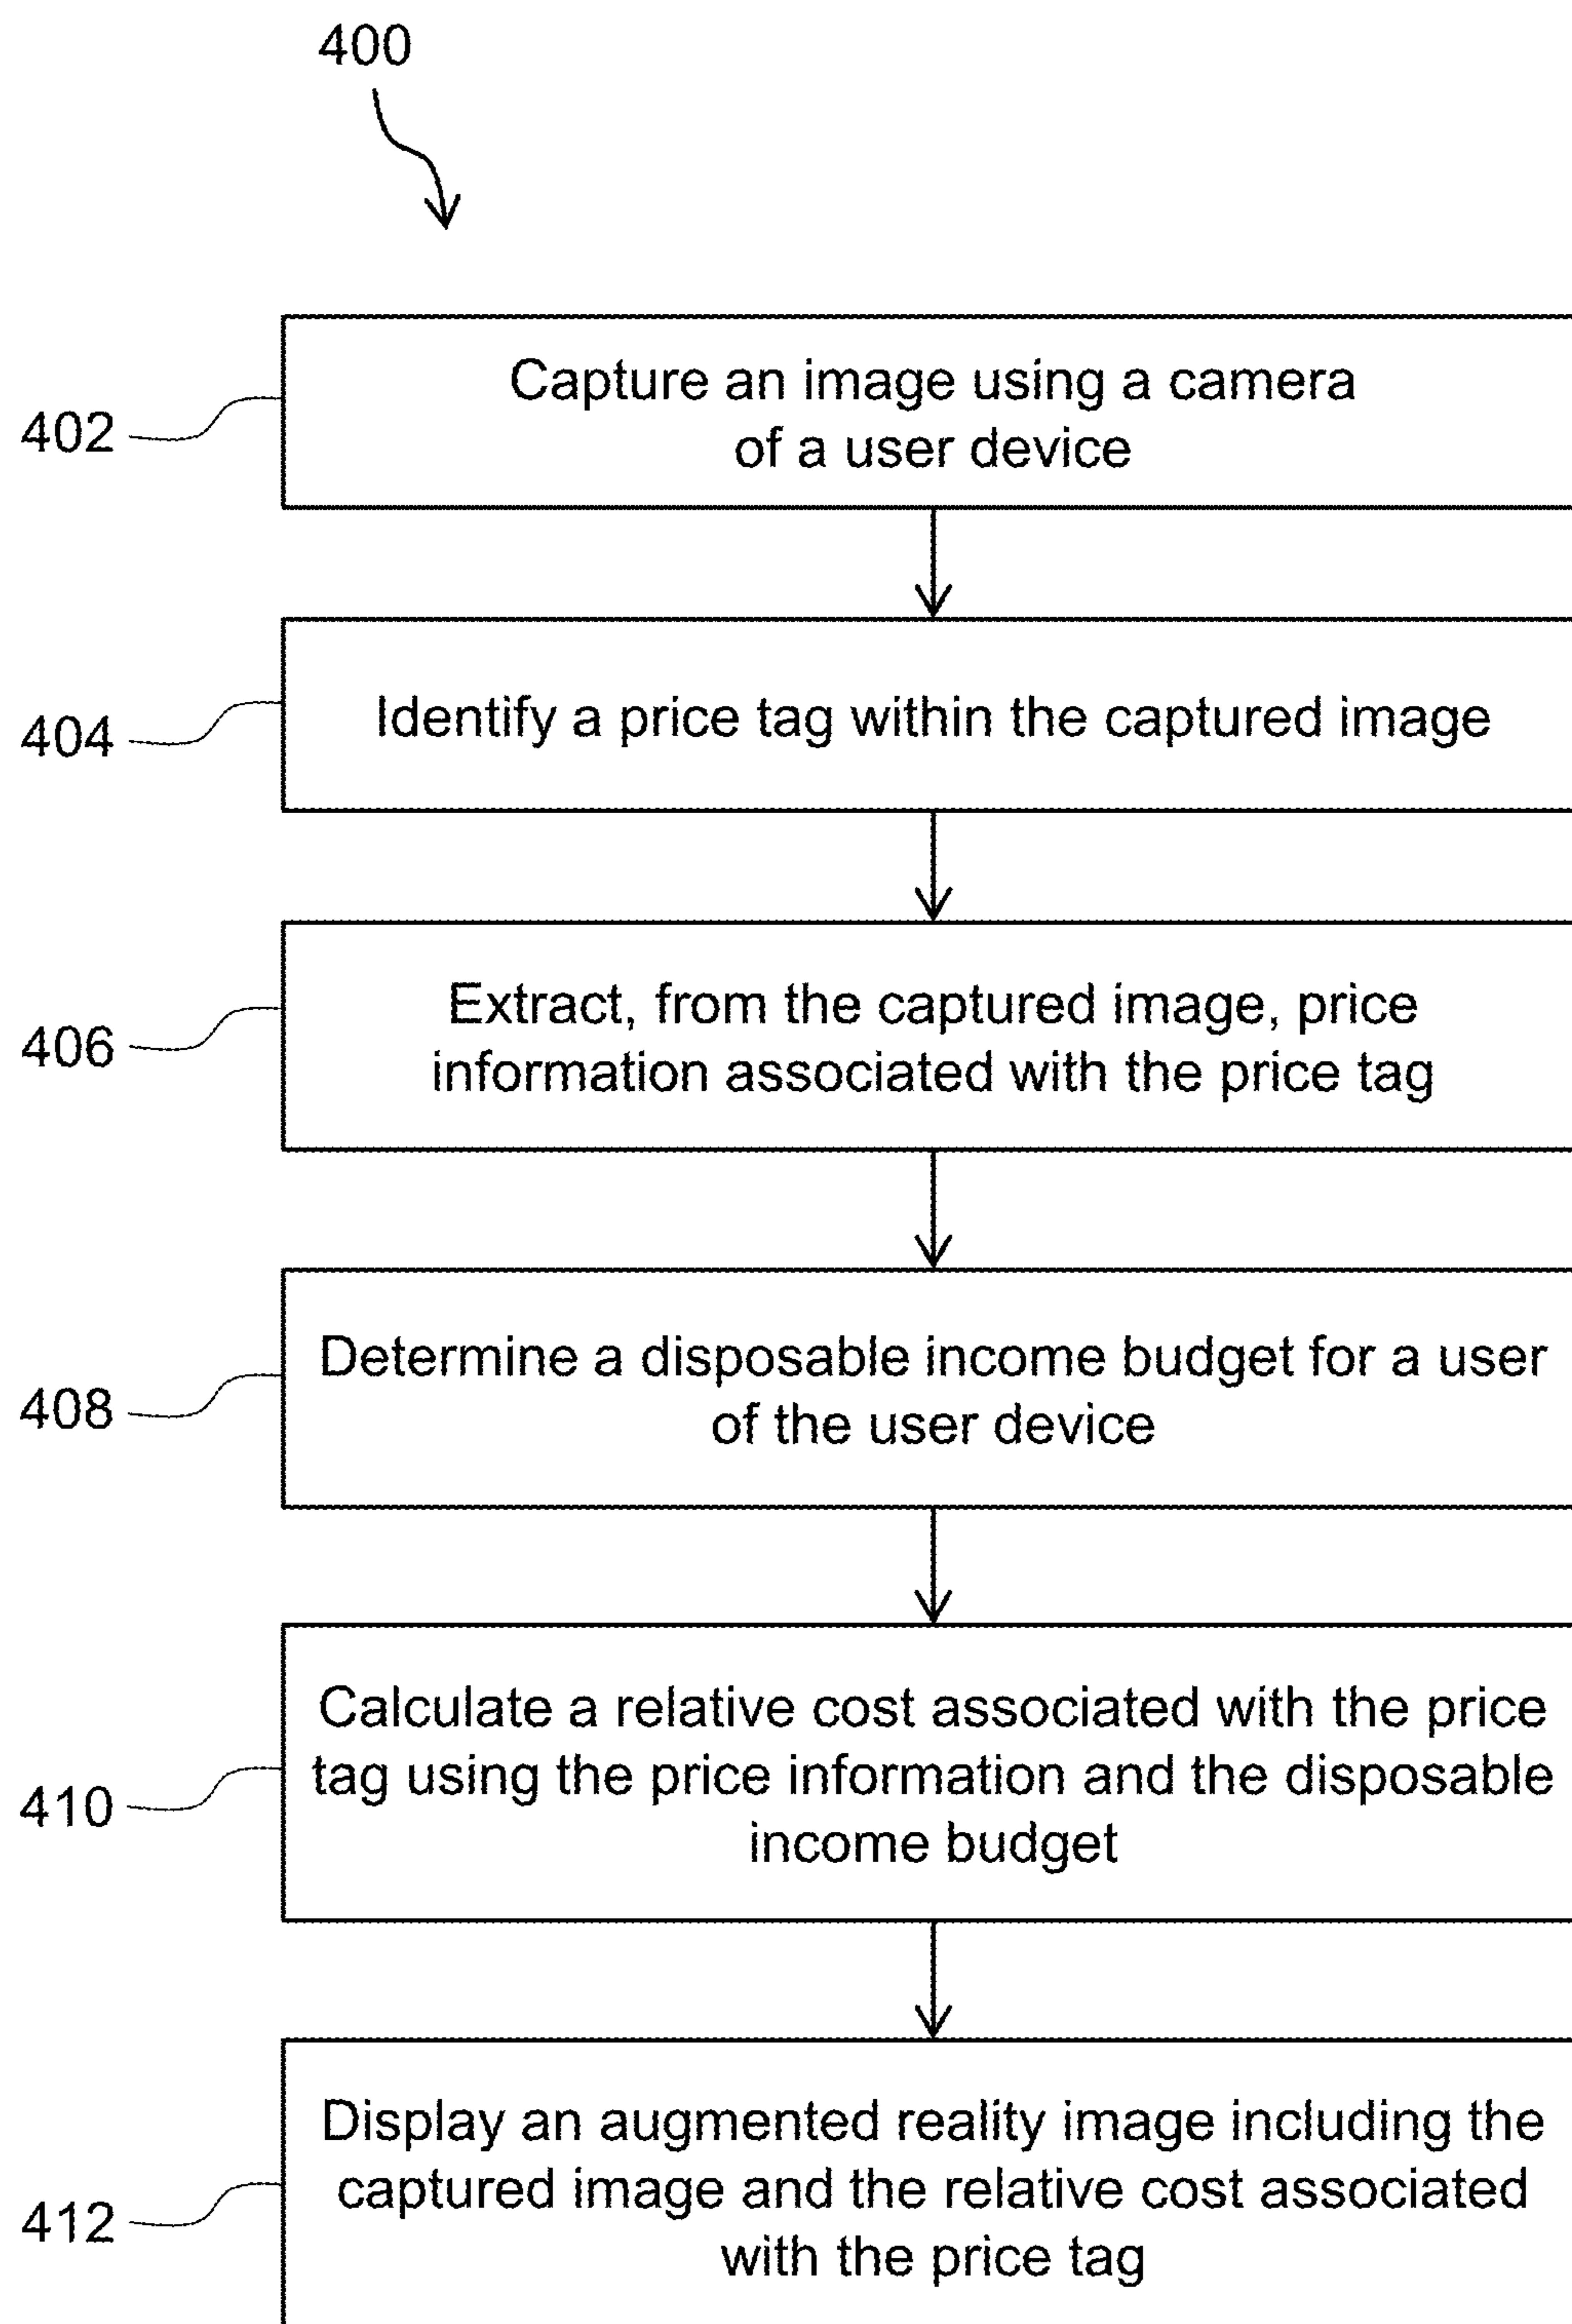 400
402
Capture an image using a camera
of a user device
404
Identify a price tag within the captured image
406
Extract, from the captured image, price
information associated with the price tag
408
Determine a disposable income budget for a user
of the user device
410
Calculate a relative cost associated with the price
tag using the price information and the disposable
income budget
412
Display an augmented reality image including the
captured image and the relative cost associated
with the price tag